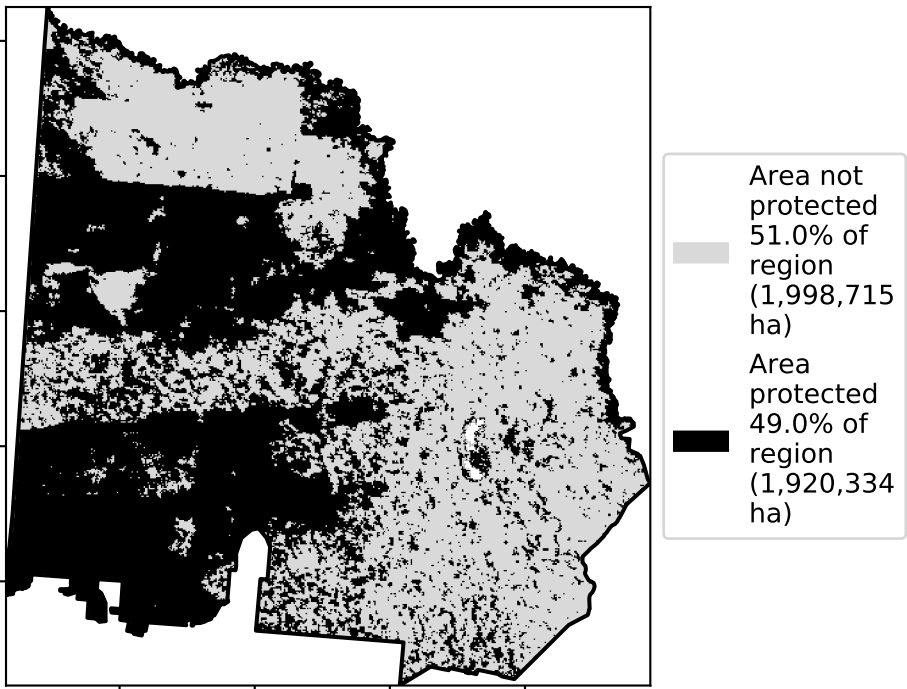 Area not
protected
51.0% of
region
(1,998,715
ha)
Area
protected
49.0% of
region
(1,920,334
ha)